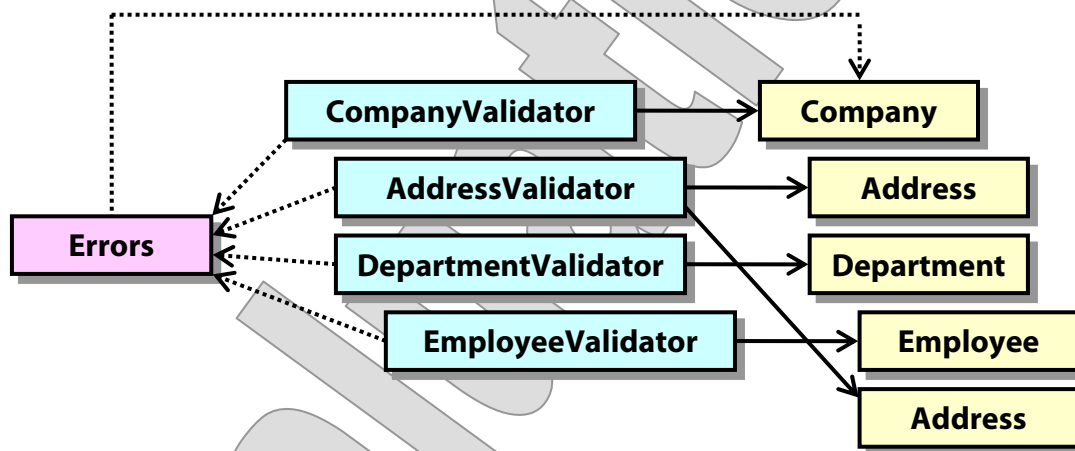 CompanyValidator
Company
AddressValidator
Address
Errors
DepartmentValidator
Department
EmployeeValidator
Employee
Address